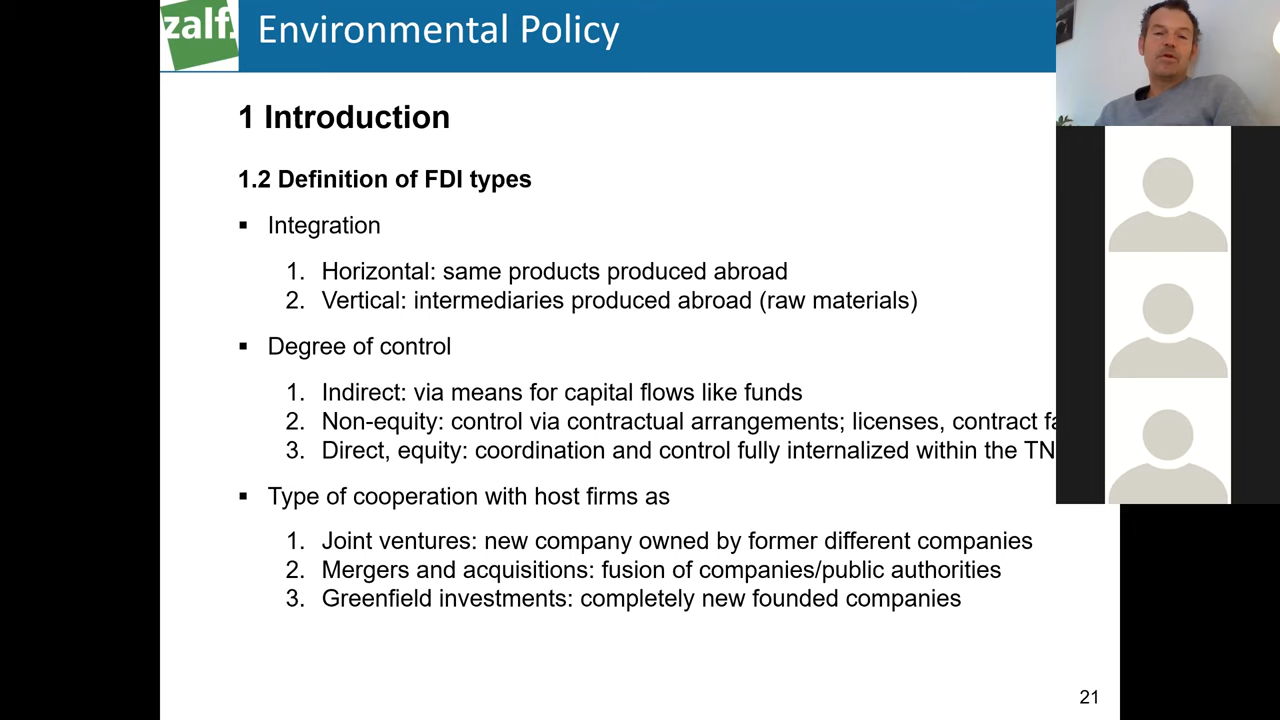 zalf.
Environmental Policy
1 Introduction
1.2 Definition of FDI types
▪ Integration
1. Horizontal: same products produced abroad
2. Vertical: intermediaries produced abroad (raw materials)
▪ Degree of control
1. Indirect: via means for capital flows like funds
2. Non-equity: control via contractual arrangements; licenses, contract
3. Direct, equity: coordination and control fully internalized within the
▪ Type of cooperation with host firms as
1. Joint ventures: new company owned by former different companies
2. Mergers and acquisitions: fusion of companies/public authorities
3. Greenfield investments: completely new founded companies
21